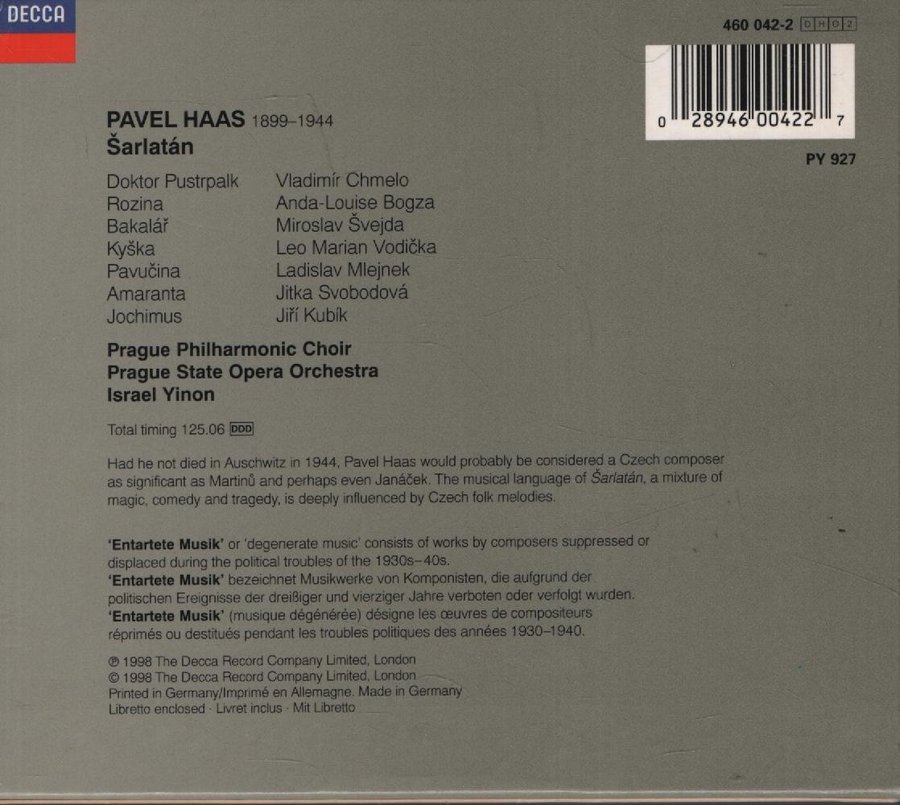 DECCA
460 042-2 DHO2
0 28946 00422 7
PY 927
PAVEL HAAS 1899–1944
Šarlatán
Doktor Pustrpalk Vladimír Chmelo
Rozina Anda-Louise Bogza
Bakalář Miroslav Švejda
Kyška Leo Marian Vodička
Pavučina Ladislav Mlejnek
Amaranta Jitka Svobodová
Jochimus Jiří Kubík
Prague Philharmonic Choir
Prague State Opera Orchestra
Israel Yinon
Total timing 125.06 DDD
Had he not died in Auschwitz in 1944, Pavel Haas would probably be considered a Czech composer
as significant as Martinů and perhaps even Janáček. The musical language of Šarlatán, a mixture of
magic, comedy and tragedy, is deeply influenced by Czech folk melodies.
'Entartete Musik' or 'degenerate music' consists of works by composers suppressed or
displaced during the political troubles of the 1930s–40s.
'Entartete Musik' bezeichnet Musikwerke von Komponisten, die aufgrund der
politischen Ereignisse der dreißiger und vierziger Jahre verboten oder verfolgt wurden.
'Entartete Musik' (musique dégénérée) désigne les œuvres de compositeurs
réprimés ou destitués pendant les troubles politiques des années 1930–1940.
℗ 1998 The Decca Record Company Limited, London
© 1998 The Decca Record Company Limited, London
Printed in Germany/Imprimé en Allemagne. Made in Germany
Libretto enclosed · Livret inclus · Mit Libretto